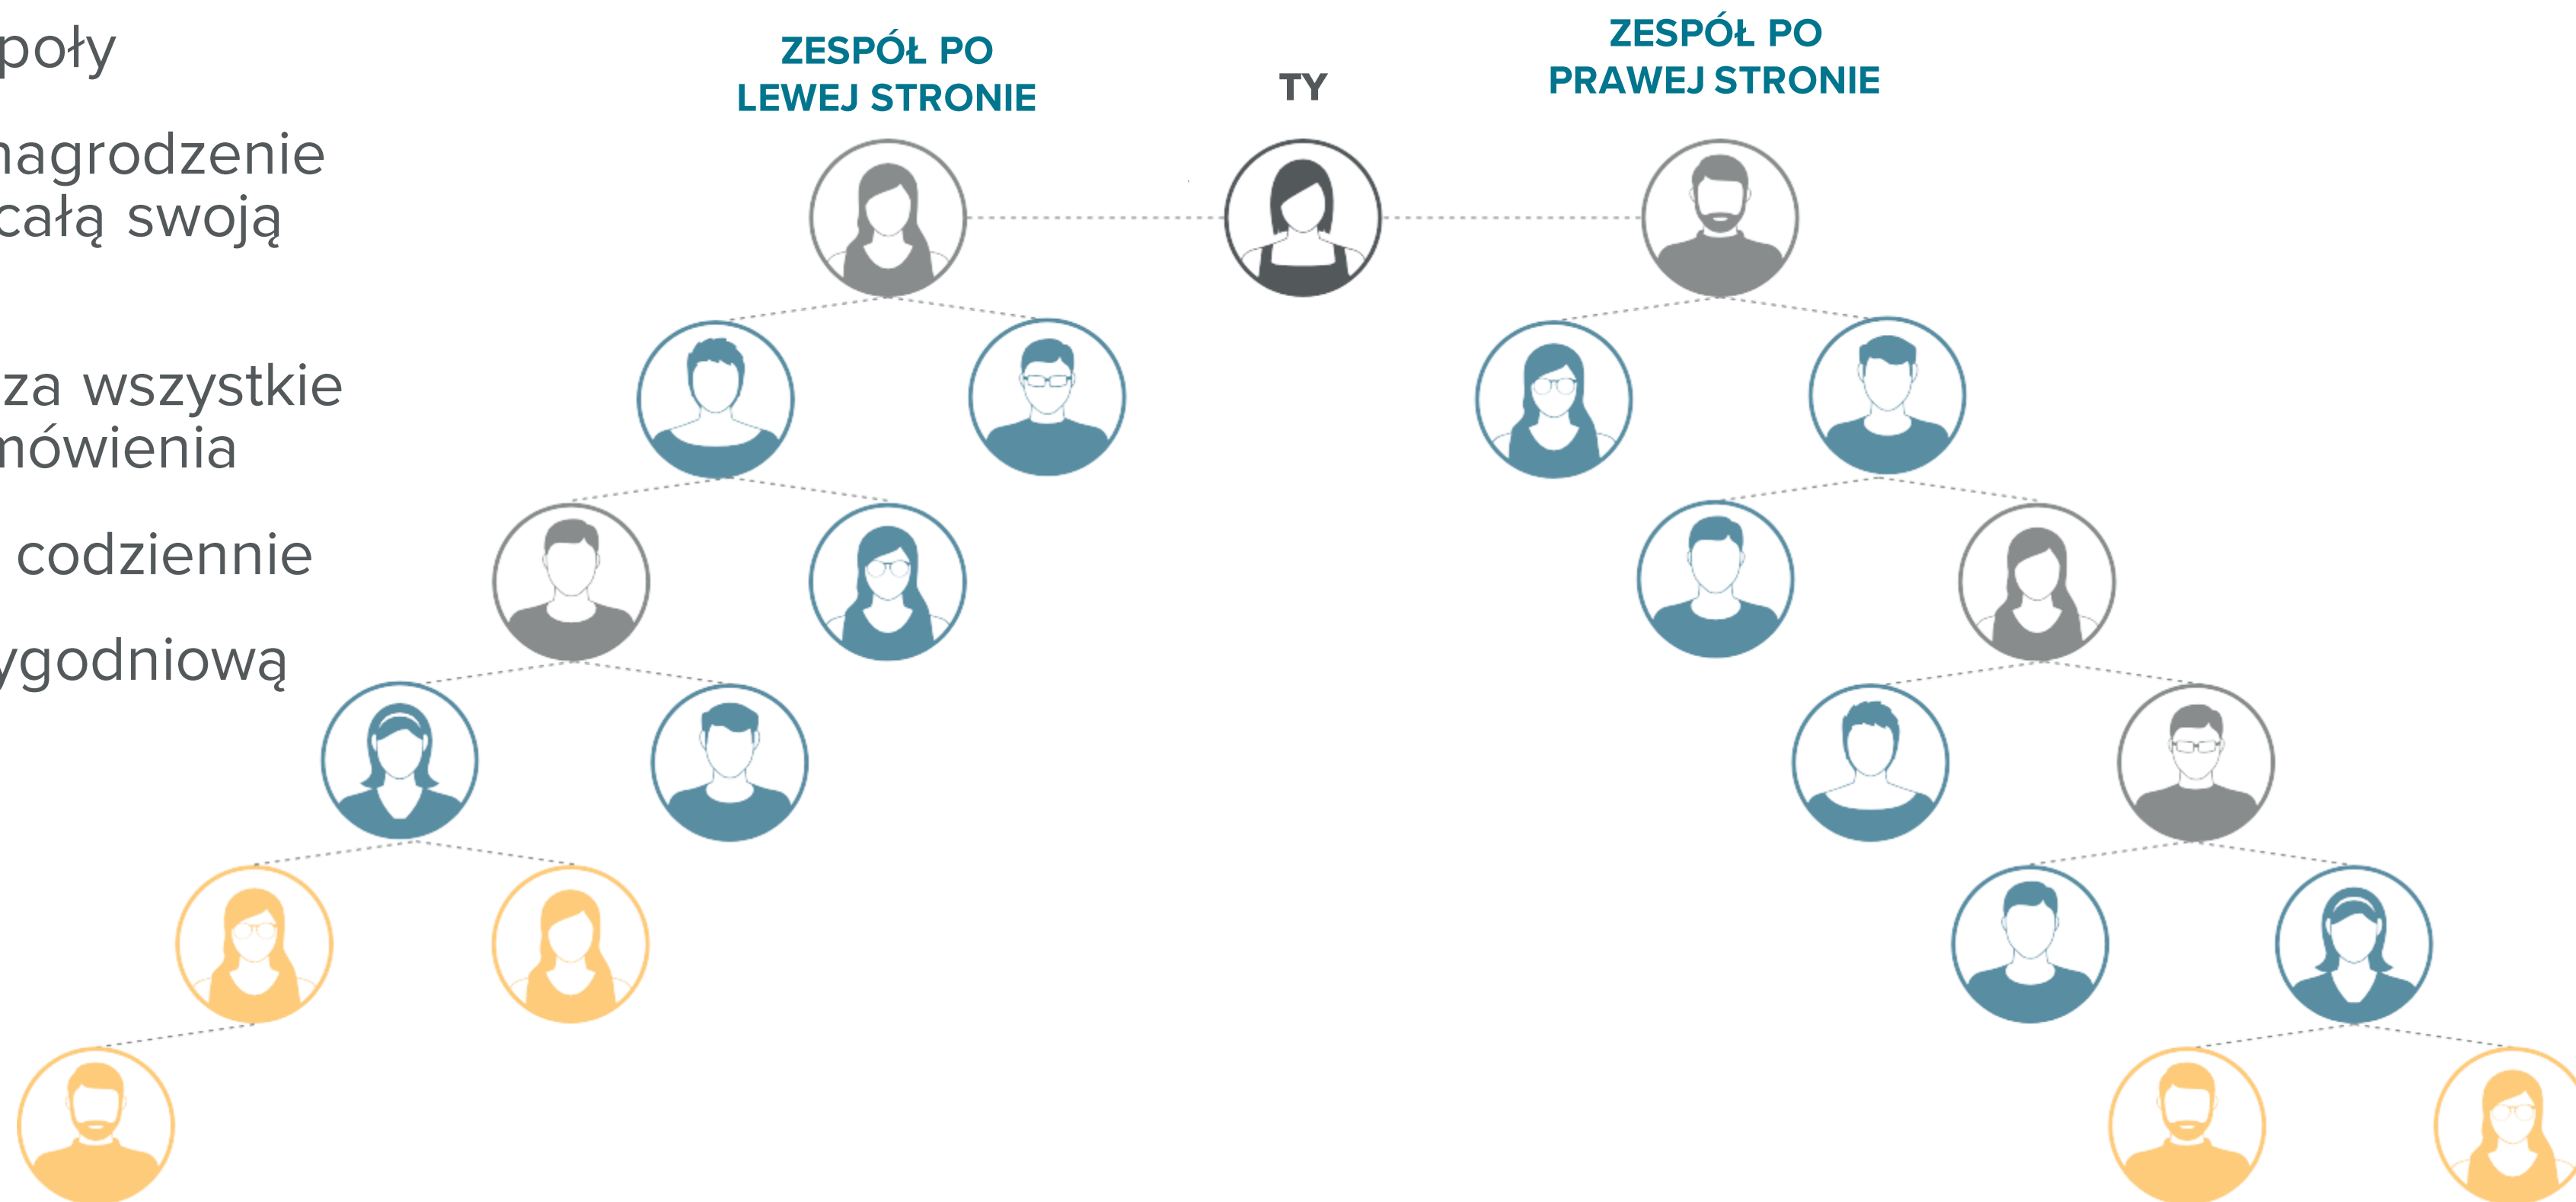 poły
nagrodzenie
całą swoją
za wszystkie
mówienia
codziennie
ygodniową
ZESPÓŁ PO
LEWEJ STRONIE
TY
ZESPÓŁ PO
PRAWEJ STRONIE